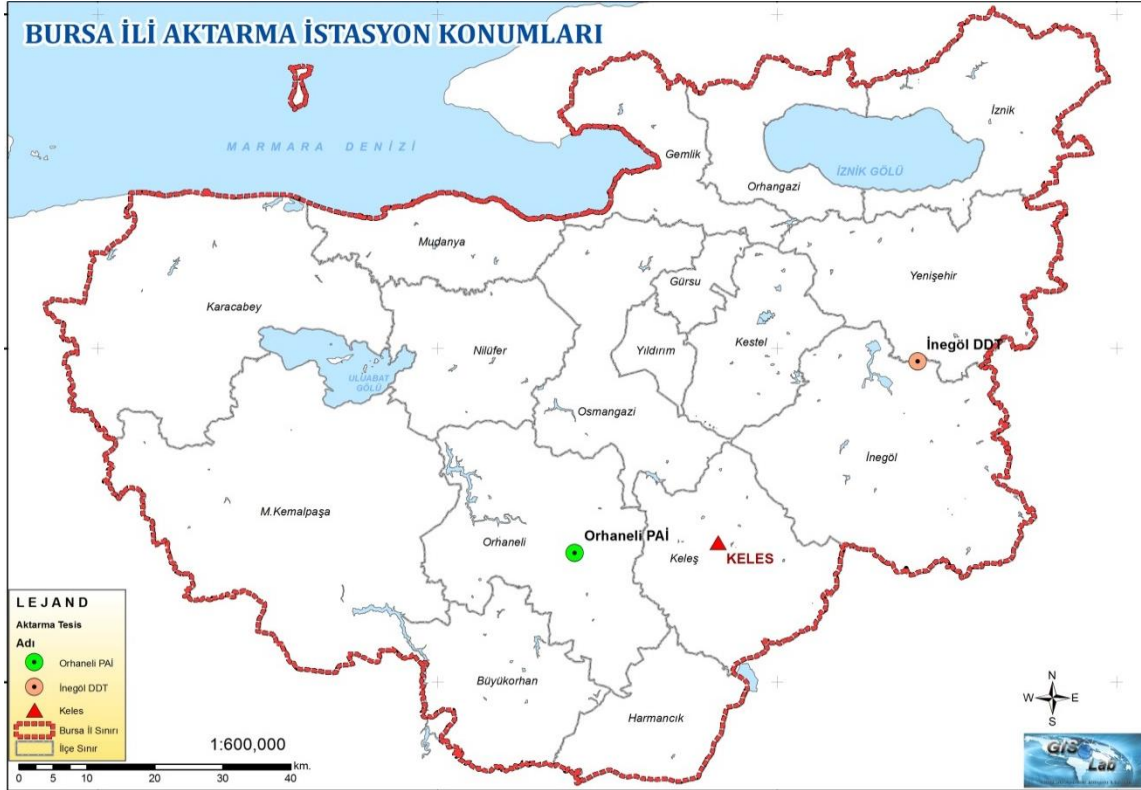 BURSA İLİ AKTARMA İSTASYON KONUMLARI
MARMARA DENİZİ
Gemlik
İznik
İZNİK GÖLÜ
Orhangazi
Mudanya
Karacabey
Gürsu
Yenişehir
Nilüfer
Yıldırım
Kestel
İnegöl DDT
ULUABAT
GÖLÜ
Osmangazi
İnegöl
M.Kemalpaşa
Orhaneli
Orhaneli PAİ
Keleş
KELES
Büyükorhan
Harmancık
LEJAND
Aktarma Tesis
Adı
Orhaneli PAİ
İnegöl DDT
Keles
Bursa İl Sınırı
İlçe Sınır
1:600,000
0 5 10 20 30 40 km.
N
W E
S
GIS
Lab